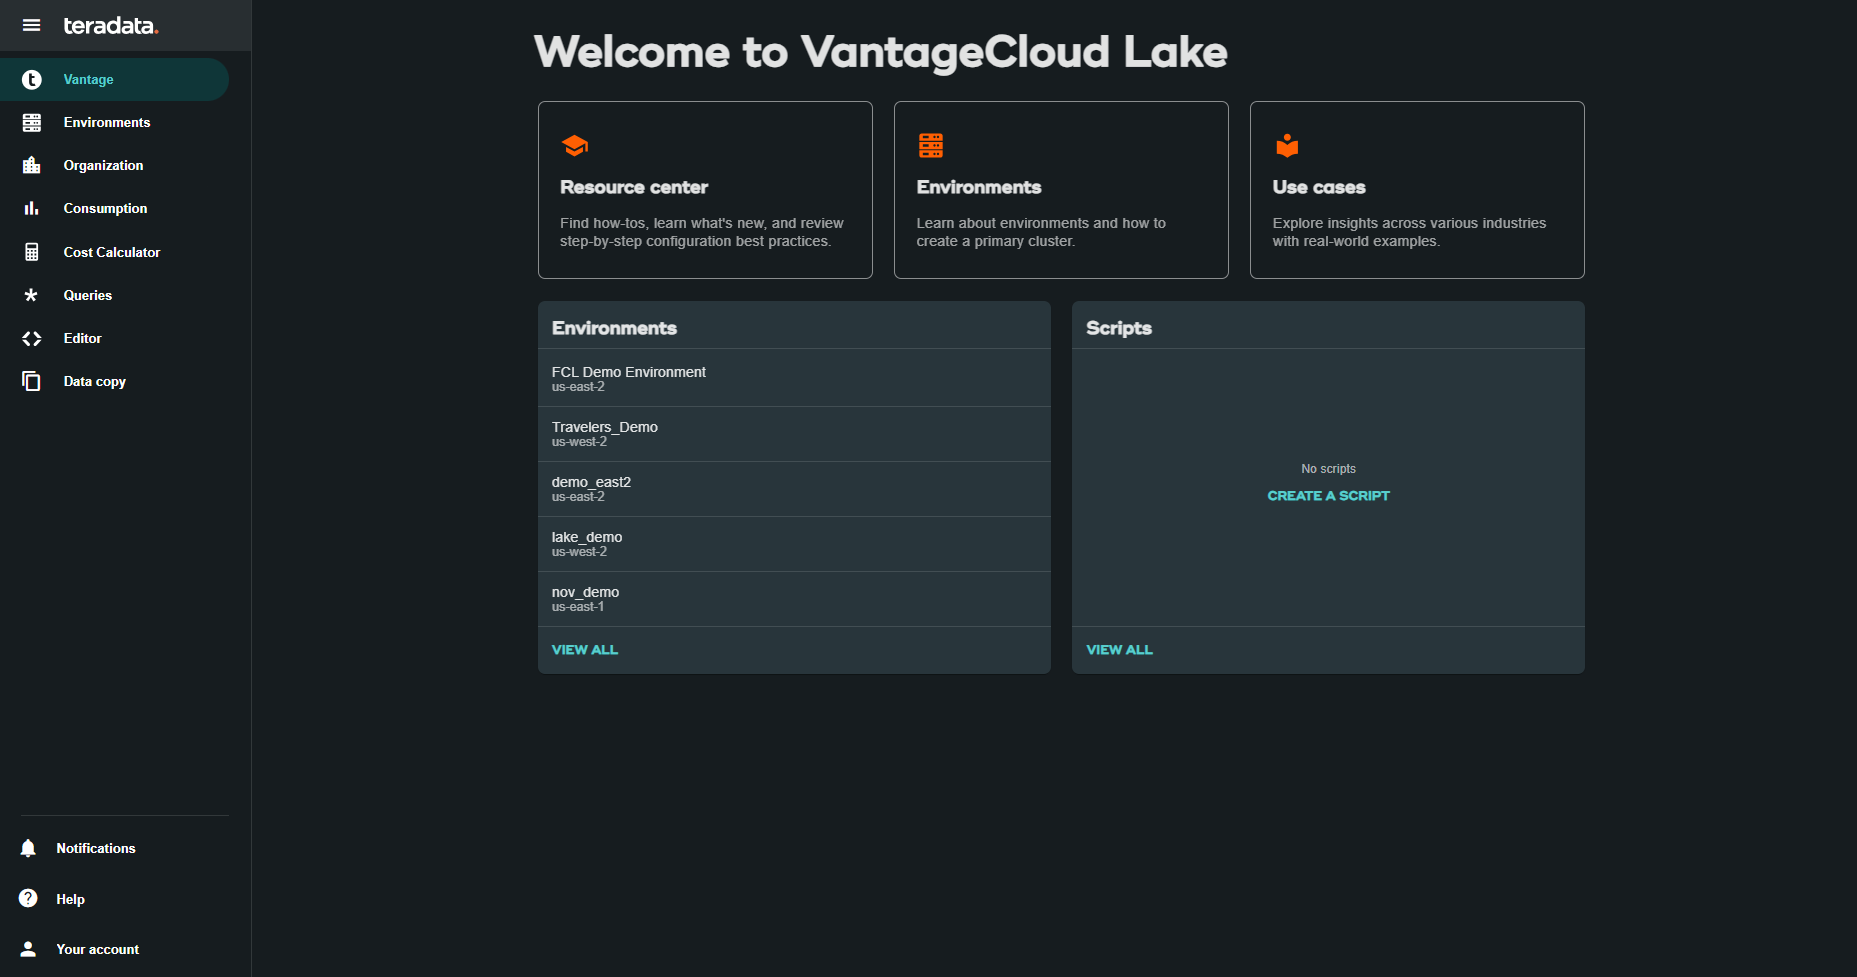 teradata.
Vantage
Environments
Organization
Consumption
Cost Calculator
Queries
Editor
Data copy
Notifications
Help
Your account
Welcome to VantageCloud Lake
Resource center
Find how-tos, learn what's new, and review
step-by-step configuration best practices.
Environments
Learn about environments and how to
create a primary cluster.
Use cases
Explore insights across various industries
with real-world examples.
Environments
FCL Demo Environment
us-east-2
Travelers_Demo
us-west-2
demo_east2
us-east-2
lake_demo
us-west-2
nov_demo
us-east-1
VIEW ALL
Scripts
No scripts
CREATE A SCRIPT
VIEW ALL